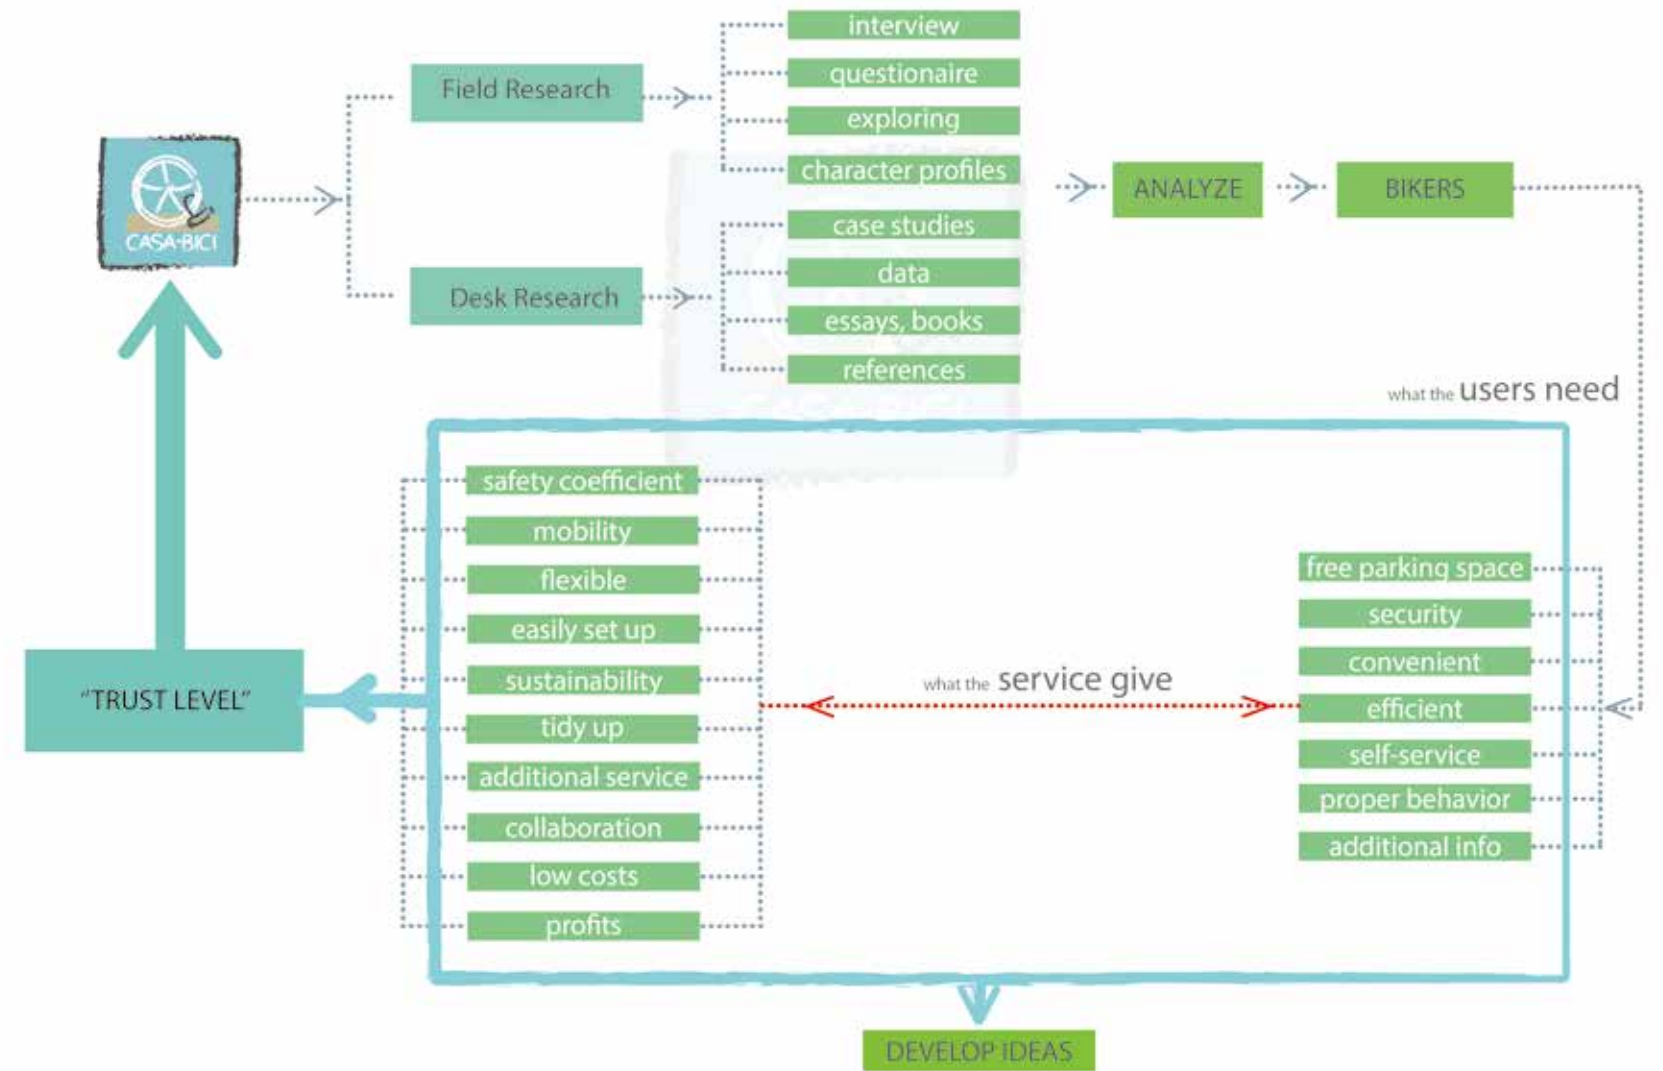 interview
questionaire
exploring
character profiles
Field Research
CASA-BICI
ANALYZE
BIKERS
case studies
data
essays, books
references
Desk Research
what the users need
safety coefficient
mobility
flexible
easily set up
sustainability
tidy up
additional service
collaboration
low costs
profits
"TRUST LEVEL"
what the service give
free parking space
security
convenient
efficient
self-service
proper behavior
additional info
DEVELOP IDEAS